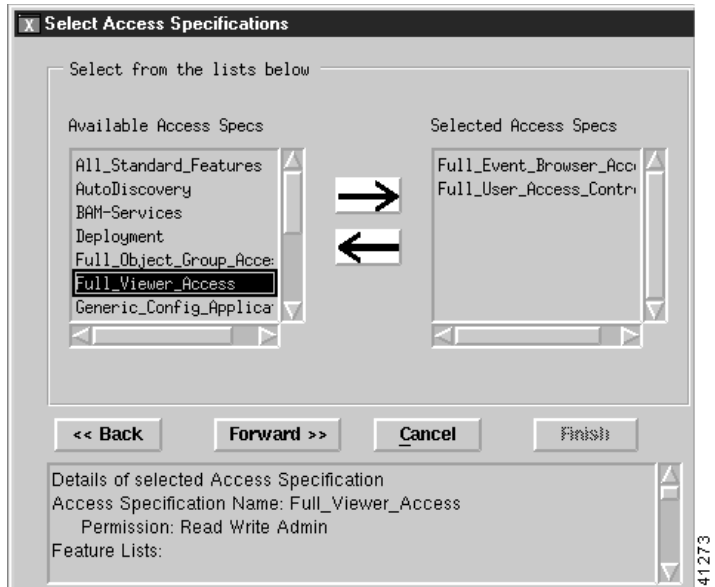 X Select Access Specifications
Select from the lists below
Available Access Specs
Selected Access Specs
All_Standard_Features
AutoDiscovery
BAM-Services
Deployment
Full_Object_Group_Acce
Full_Viewer_Access
Generic_Config_Applica
Full_Event_Browser_Acc
Full_User_Access_Contr
<< Back
Forward >>
Cancel
Finish
Details of selected Access Specification
Access Specification Name: Full_Viewer_Access
Permission: Read Write Admin
Feature Lists:
41273